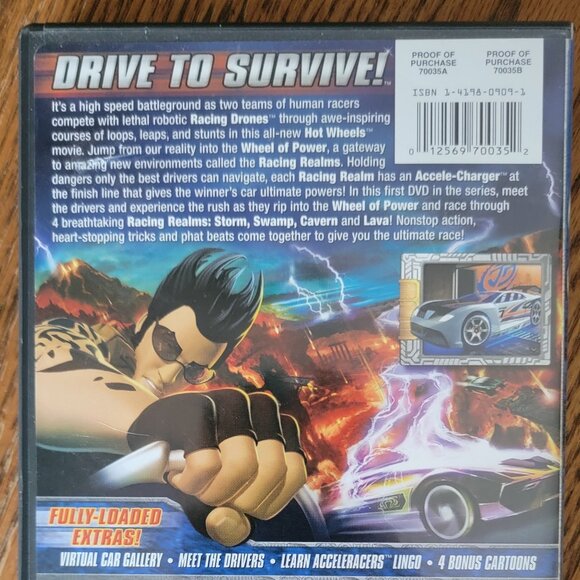 DRIVE TO SURVIVE!™
PROOF OF PURCHASE 70035A
PROOF OF PURCHASE 70035B
ISBN 1-4198-0909-1
0 12569 70035 2
It's a high speed battleground as two teams of human racers
compete with lethal robotic Racing Drones™ through awe-inspiring
courses of loops, leaps, and stunts in this all-new Hot Wheels™
movie. Jump from our reality into the Wheel of Power, a gateway
to amazing new environments called the Racing Realms. Holding
dangers only the best drivers can navigate, each Racing Realm has an Accele-Charger™ at
the finish line that gives the winner's car ultimate powers! In this first DVD in the series, meet
the drivers and experience the rush as they rip into the Wheel of Power and race through
4 breathtaking Racing Realms: Storm, Swamp, Cavern and Lava! Nonstop action,
heart-stopping tricks and phat beats come together to give you the ultimate race!
FULLY-LOADED
EXTRAS!
VIRTUAL CAR GALLERY • MEET THE DRIVERS • LEARN ACCELERACERS™ LINGO • 4 BONUS CARTOONS